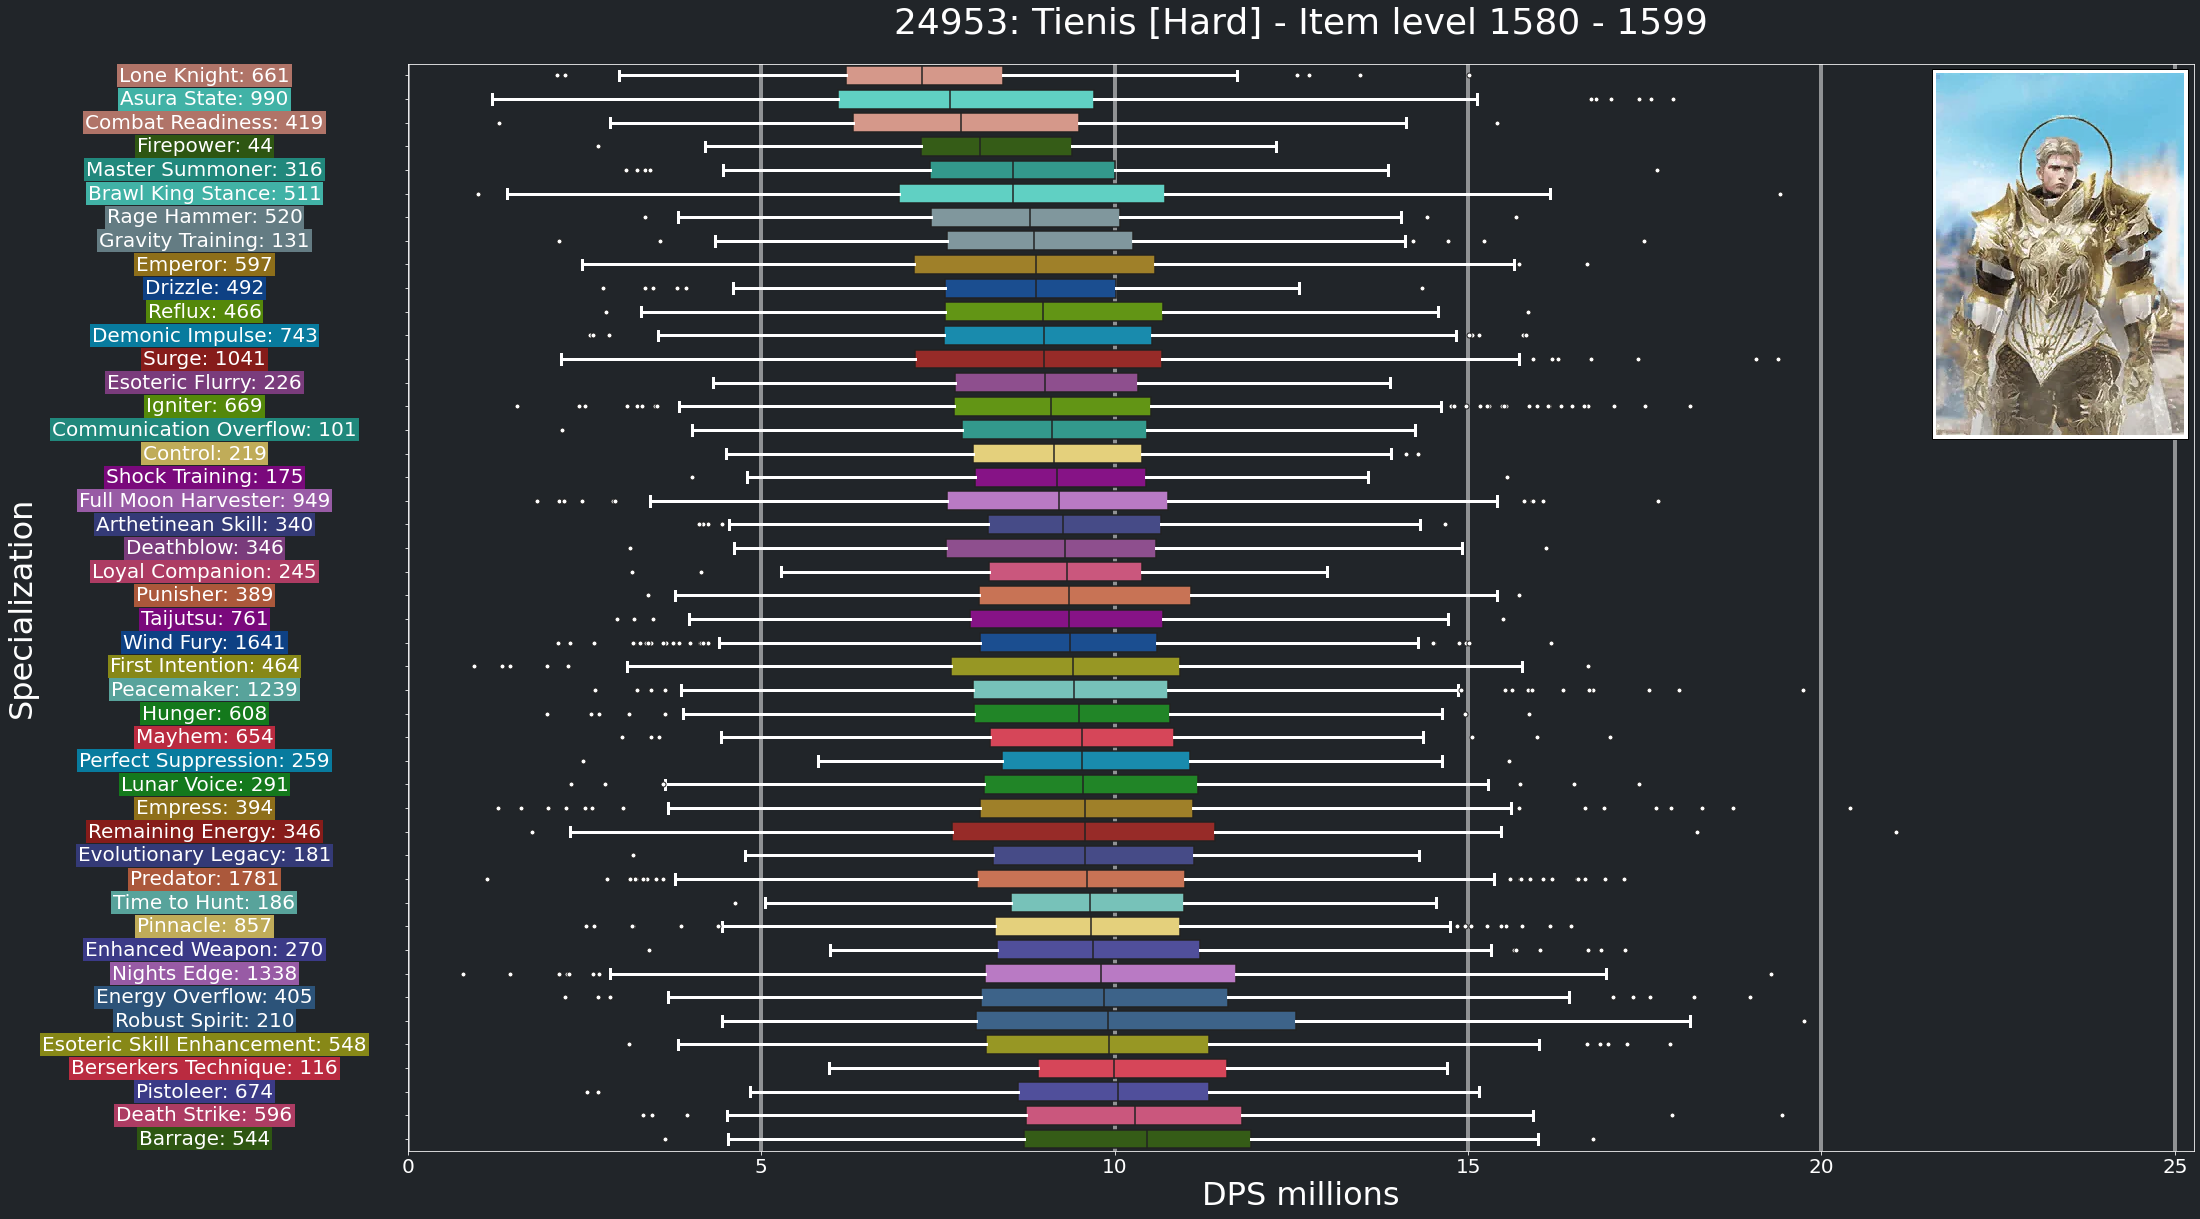 24953: Tienis [Hard] - Item level 1580 - 1599
Lone Knight: 661
Asura State: 990
Combat Readiness: 419
Firepower: 44
Master Summoner: 316
Brawl King Stance: 511
Rage Hammer: 520
Gravity Training: 131
Emperor: 597
Drizzle: 492
Reflux: 466
Demonic Impulse: 743
Surge: 1041
Esoteric Flurry: 226
Igniter: 669
Communication Overflow: 101
Control: 219
Shock Training: 175
Full Moon Harvester: 949
Arthetinean Skill: 340
Deathblow: 346
Loyal Companion: 245
Punisher: 389
Taijutsu: 761
Wind Fury: 1641
First Intention: 464
Peacemaker: 1239
Hunger: 608
Mayhem: 654
Perfect Suppression: 259
Lunar Voice: 291
Empress: 394
Remaining Energy: 346
Evolutionary Legacy: 181
Predator: 1781
Time to Hunt: 186
Pinnacle: 857
Enhanced Weapon: 270
Nights Edge: 1338
Energy Overflow: 405
Robust Spirit: 210
Esoteric Skill Enhancement: 548
Berserkers Technique: 116
Pistoleer: 674
Death Strike: 596
Barrage: 544
Specialization
0 5 10 15 20 25
DPS millions